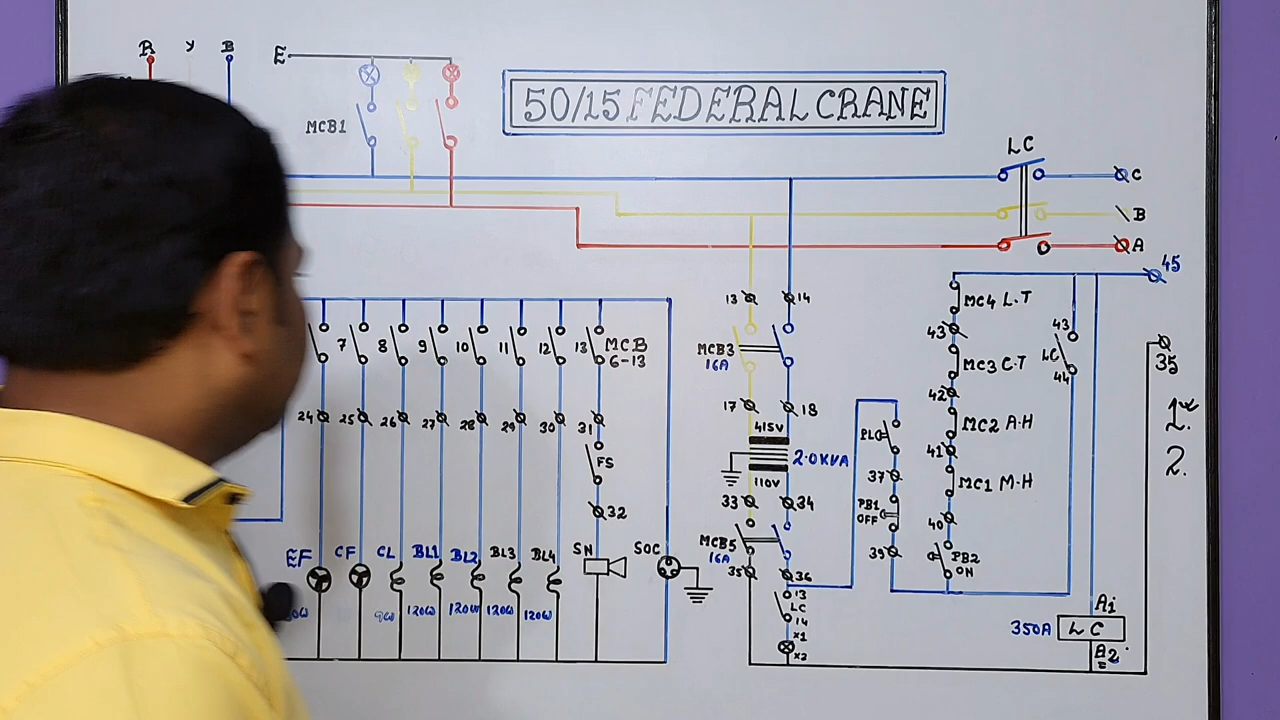 R Y B
E
MCB1
50/15 FEDERAL CRANE
LC
C
B
A
45
13 14
MCB3
16A
17 18
415V
2.0KVA
110V
33 34
MCB5
16A
35 36
13
LC
14
X1
X2
7 8 9 10 11 12 13 MCB
6-13
24 25 26 27 28 29 30 31
FS
32
EF CF CL BL1 BL2 BL3 BL4 SN SOC
9W 120W 120W 120W 120W
PL
37
PB1
OFF
39
MC4 L.T
43
MC3 C.T
42
MC2 A.H
41
MC1 M.H
40
PB2
ON
43
LC
44
35
1.
2.
A1
350A LC
A2